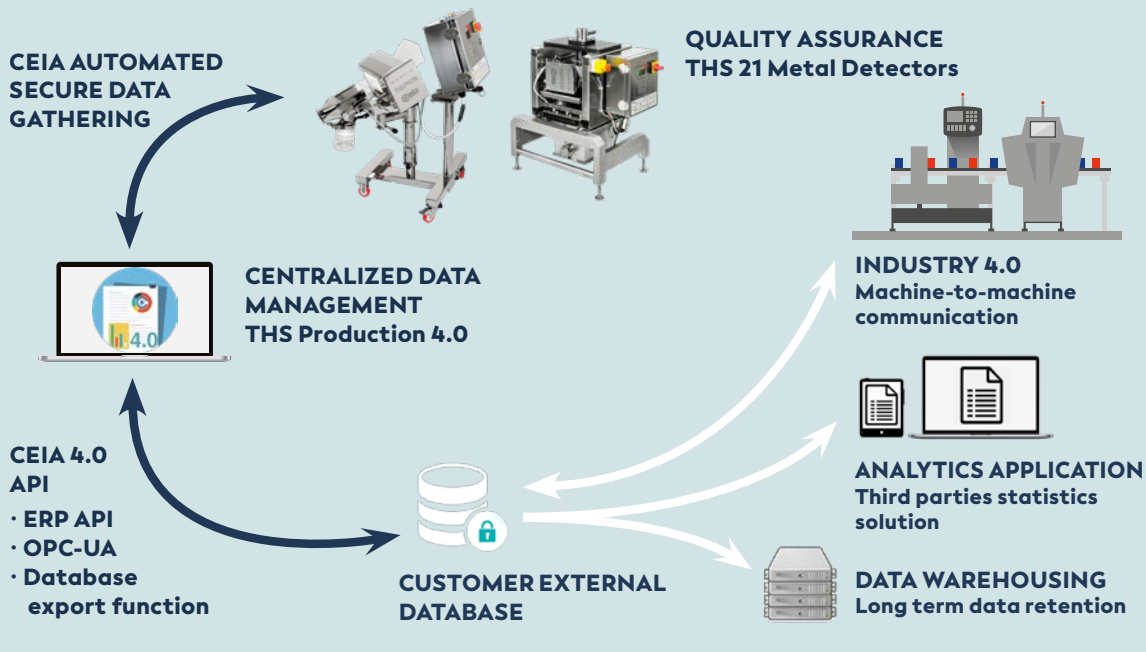 CEIA AUTOMATED
SECURE DATA
GATHERING
QUALITY ASSURANCE
THS 21 Metal Detectors
CENTRALIZED DATA
MANAGEMENT
THS Production 4.0
4.0
INDUSTRY 4.0
Machine-to-machine
communication
CEIA 4.0
API
· ERP API
· OPC-UA
· Database
export function
CUSTOMER EXTERNAL
DATABASE
ANALYTICS APPLICATION
Third parties statistics
solution
DATA WAREHOUSING
Long term data retention